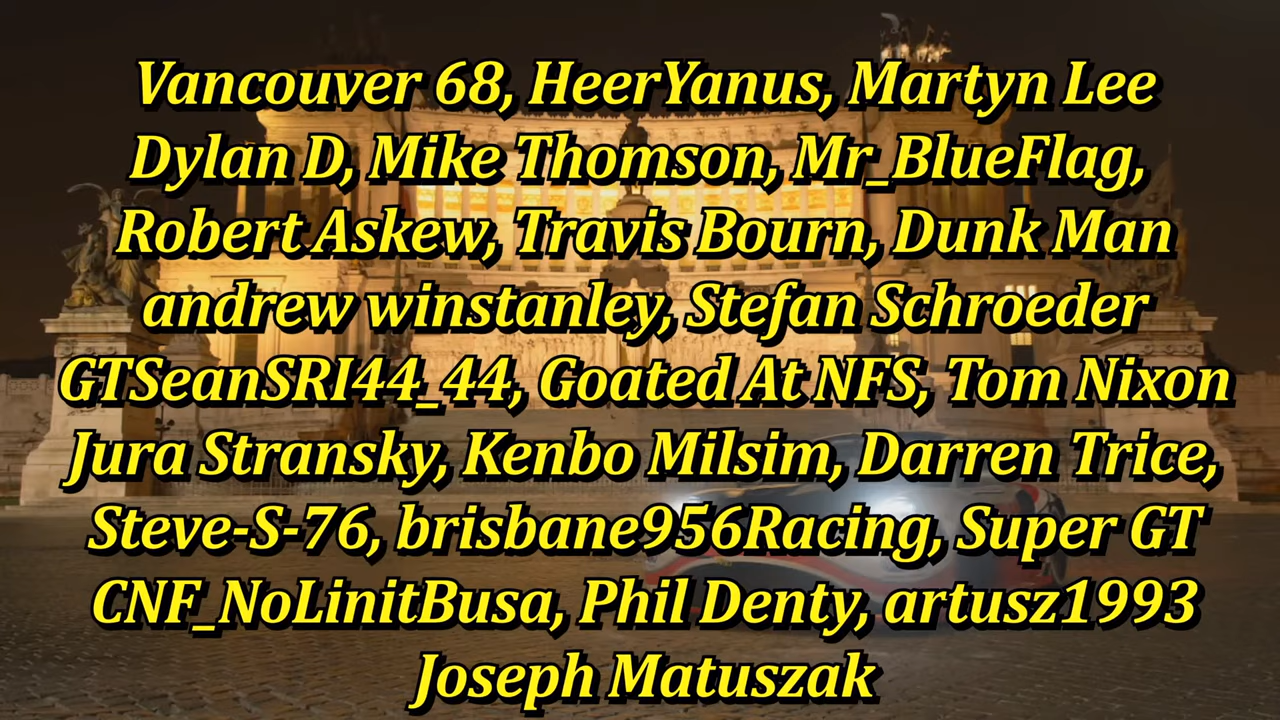 Vancouver 68, HeerYanus, Martyn Lee
Dylan D, Mike Thomson, Mr_BlueFlag,
Robert Askew, Travis Bourn, Dunk Man
andrew winstanley, Stefan Schroeder
GTSeanSRI44_44, Goated At NFS, Tom Nixon
Jura Stransky, Kenbo Milsim, Darren Trice,
Steve-S-76, brisbane956Racing, Super GT
CNF_NoLinitBusa, Phil Denty, artusz1993
Joseph Matuszak